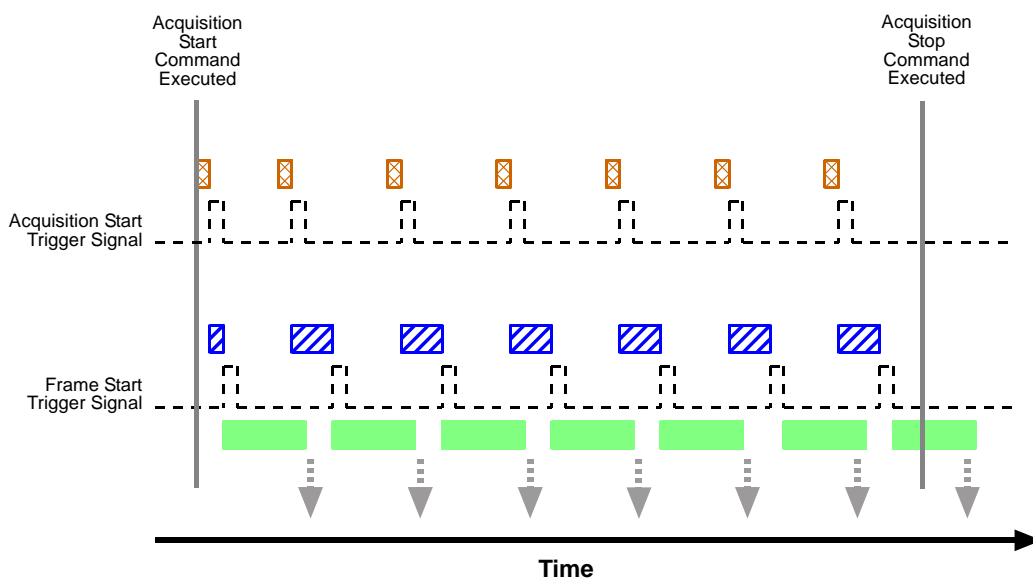 Acquisition
Start
Command
Executed
Acquisition
Stop
Command
Executed
Acquisition Start
Trigger Signal
Frame Start
Trigger Signal
Time